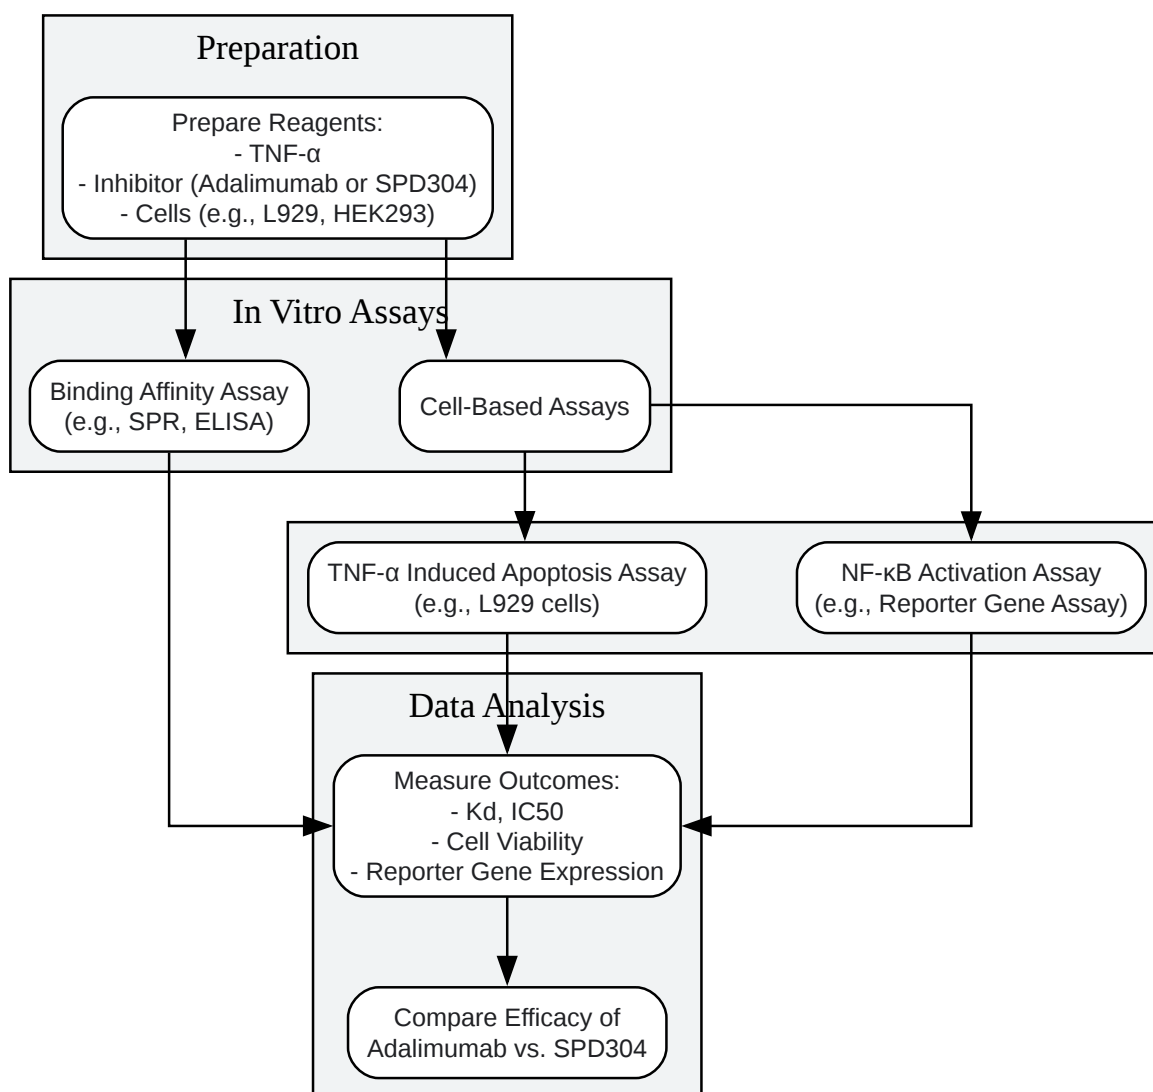 Preparation
Prepare Reagents:
- TNF-α
- Inhibitor (Adalimumab or SPD304)
- Cells (e.g., L929, HEK293)
In Vitro Assays
Binding Affinity Assay
(e.g., SPR, ELISA)
Cell-Based Assays
TNF-α Induced Apoptosis Assay
(e.g., L929 cells)
NF-κB Activation Assay
(e.g., Reporter Gene Assay)
Data Analysis
Measure Outcomes:
- Kd, IC50
- Cell Viability
- Reporter Gene Expression
Compare Efficacy of
Adalimumab vs. SPD304